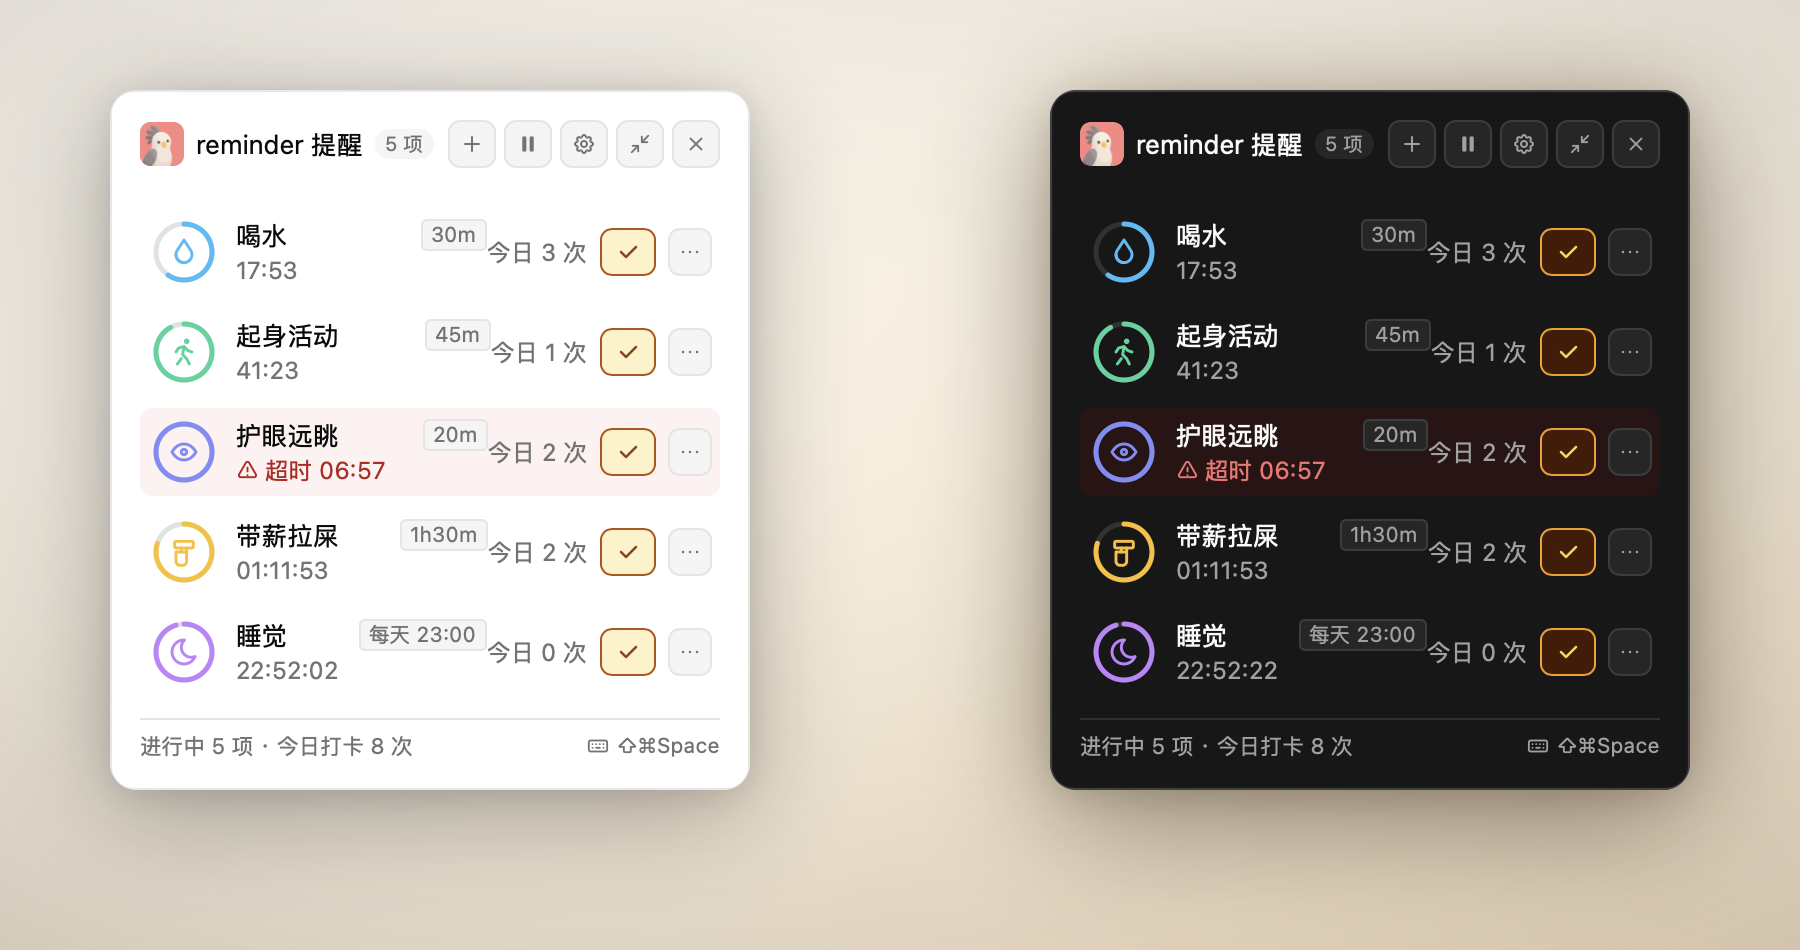 reminder 提醒 5 项
喝水 30m
17:53 今日 3 次
起身活动 45m
41:23 今日 1 次
护眼远眺 20m
超时 06:57 今日 2 次
带薪拉屎 1h30m
01:11:53 今日 2 次
睡觉 每天 23:00
22:52:02 今日 0 次
进行中 5 项 · 今日打卡 8 次 ⇧⌘Space
reminder 提醒 5 项
喝水 30m
17:53 今日 3 次
起身活动 45m
41:23 今日 1 次
护眼远眺 20m
超时 06:57 今日 2 次
带薪拉屎 1h30m
01:11:53 今日 2 次
睡觉 每天 23:00
22:52:22 今日 0 次
进行中 5 项 · 今日打卡 8 次 ⇧⌘Space